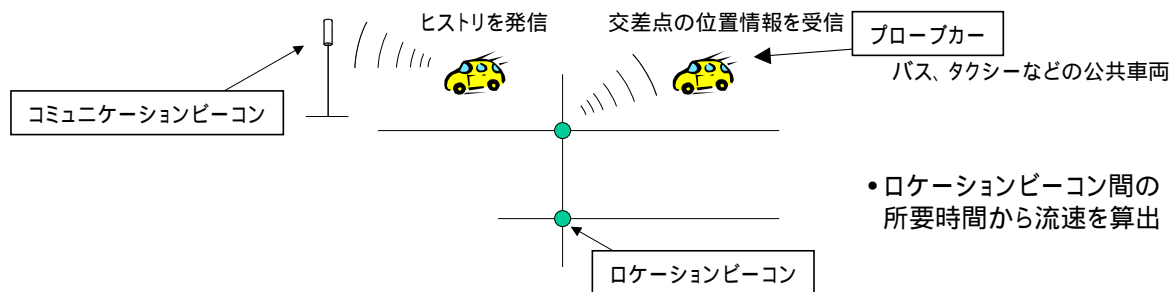 ヒストリを発信
交差点の位置情報を受信
プローブカー
バス、タクシーなどの公共車両
コミュニケーションビーコン
•ロケーションビーコン間の
所要時間から流速を算出
ロケーションビーコン